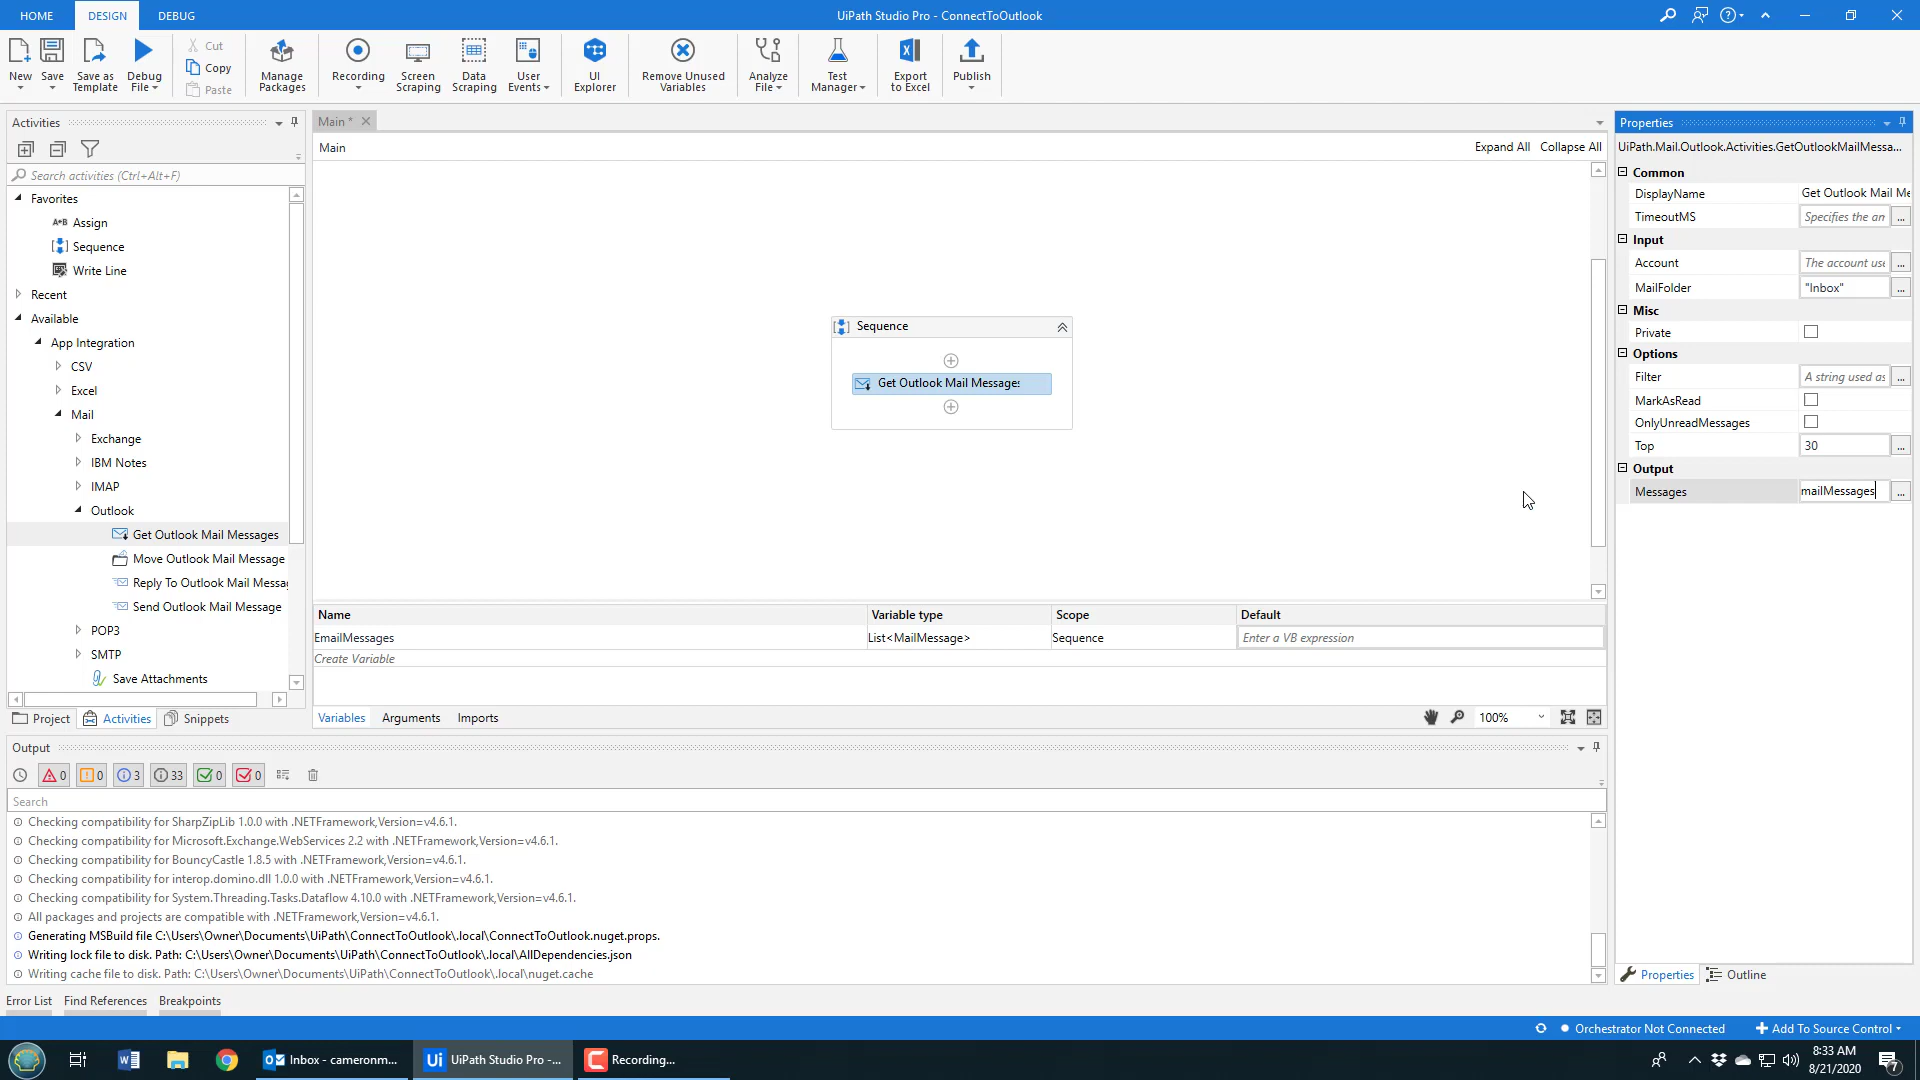 HOME DESIGN DEBUG
UiPath Studio Pro - ConnectToOutlook
New Save Save as Template Debug File
Cut
Copy
Paste
Manage Packages Recording Screen Scraping Data Scraping User Events UI Explorer Remove Unused Variables Analyze File Test Manager Export to Excel Publish
Activities
Search activities (Ctrl+Alt+F)
Favorites
Assign
Sequence
Write Line
Recent
Available
App Integration
CSV
Excel
Mail
Exchange
IBM Notes
IMAP
Outlook
Get Outlook Mail Messages
Move Outlook Mail Message
Reply To Outlook Mail Messa
Send Outlook Mail Message
POP3
SMTP
Save Attachments
Project Activities Snippets
Main *
Main
Expand All Collapse All
Sequence
Get Outlook Mail Messages
Name Variable type Scope Default
EmailMessages List<MailMessage> Sequence Enter a VB expression
Create Variable
Variables Arguments Imports
100%
Properties
UiPath.Mail.Outlook.Activities.GetOutlookMailMessa...
Common
DisplayName Get Outlook Mail Me
TimeoutMS Specifies the an ...
Input
Account The account use ...
MailFolder "Inbox" ...
Misc
Private
Options
Filter A string used as ...
MarkAsRead
OnlyUnreadMessages
Top 30 ...
Output
Messages mailMessages ...
Properties Outline
Output
0 0 3 33 0 0
Search
Checking compatibility for SharpZipLib 1.0.0 with .NETFramework,Version=v4.6.1.
Checking compatibility for Microsoft.Exchange.WebServices 2.2 with .NETFramework,Version=v4.6.1.
Checking compatibility for BouncyCastle 1.8.5 with .NETFramework,Version=v4.6.1.
Checking compatibility for interop.domino.dll 1.0.0 with .NETFramework,Version=v4.6.1.
Checking compatibility for System.Threading.Tasks.Dataflow 4.10.0 with .NETFramework,Version=v4.6.1.
All packages and projects are compatible with .NETFramework,Version=v4.6.1.
Generating MSBuild file C:\Users\Owner\Documents\UiPath\ConnectToOutlook\.local\ConnectToOutlook.nuget.props.
Writing lock file to disk. Path: C:\Users\Owner\Documents\UiPath\ConnectToOutlook\.local\AllDependencies.json
Writing cache file to disk. Path: C:\Users\Owner\Documents\UiPath\ConnectToOutlook\.local\nuget.cache
Error List Find References Breakpoints
Orchestrator Not Connected Add To Source Control
Inbox - cameronm... UiPath Studio Pro -... Recording...
8:33 AM
8/21/2020
7